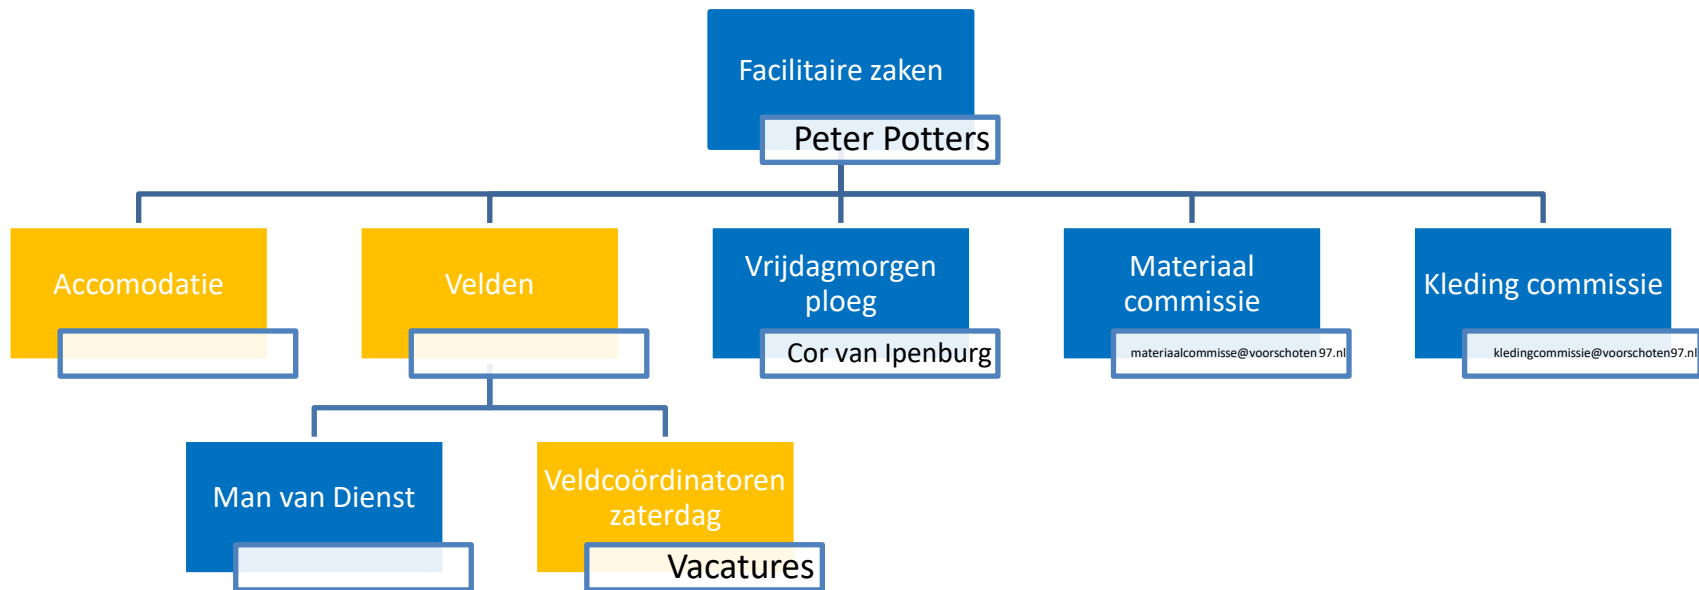 Facilitaire zaken
Peter Potters
Accomodatie
Velden
Vrijdagmorgen
ploeg
Cor van Ipenburg
Materiaal
commissie
materiaalcommisse@voorschoten97.nl
Kleding commissie
kledingcommissie@voorschoten97.nl
Man van Dienst
Veldcoördinatoren
zaterdag
Vacatures